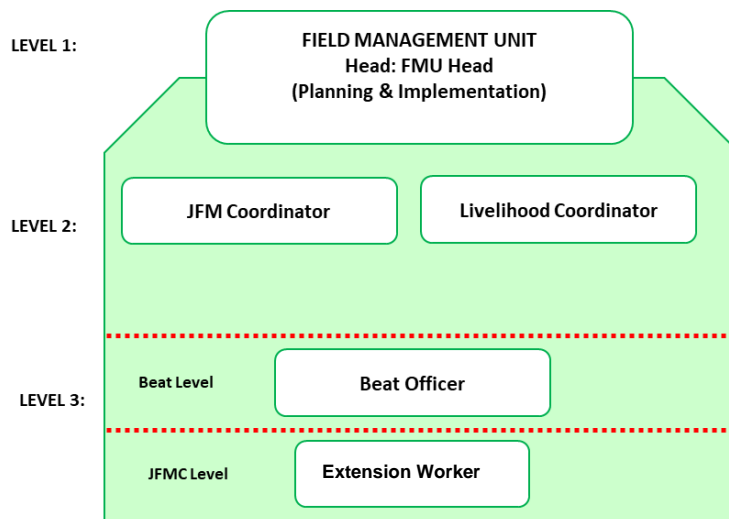 LEVEL 1:
FIELD MANAGEMENT UNIT
Head: FMU Head
(Planning & Implementation)
LEVEL 2:
JFM Coordinator
Livelihood Coordinator
LEVEL 3:
Beat Level
Beat Officer
JFMC Level
Extension Worker